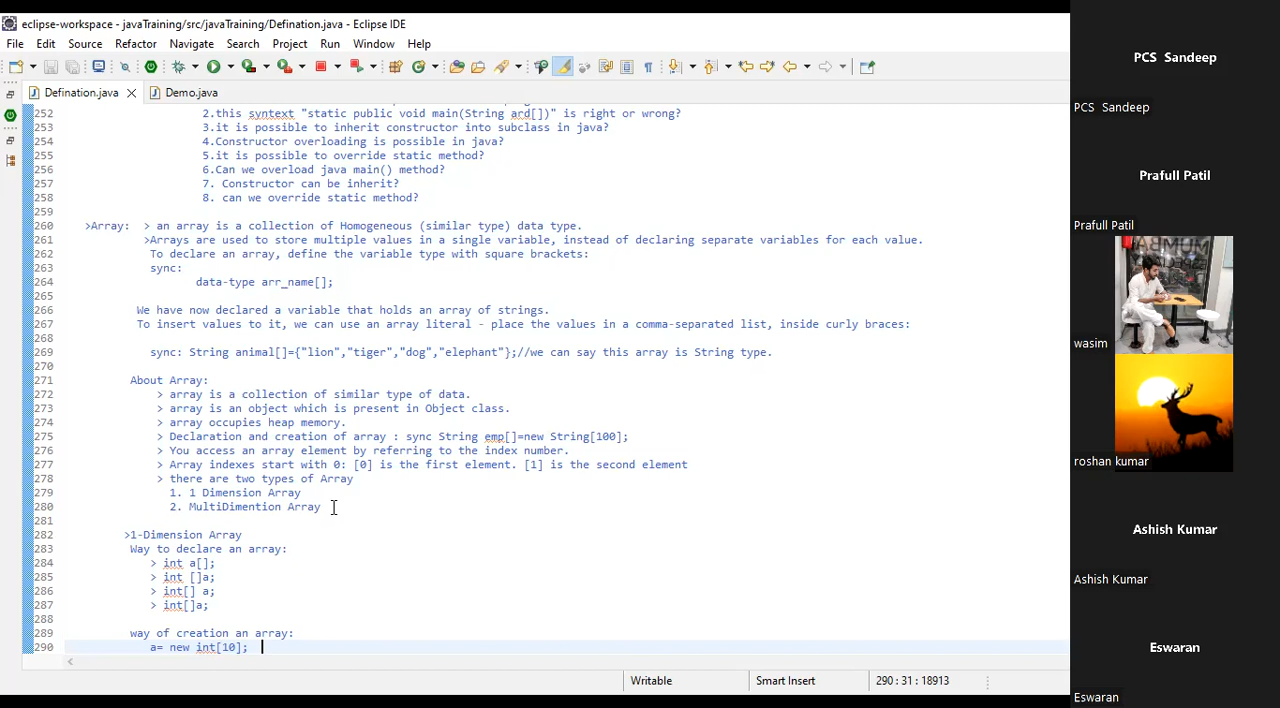 eclipse-workspace - javaTraining/src/javaTraining/Defination.java - Eclipse IDE
File Edit Source Refactor Navigate Search Project Run Window Help
Defination.java Demo.java
252 2.this syntext "static public void main(String ard[])" is right or wrong?
253 3.it is possible to inherit constructor into subclass in java?
254 4.Constructor overloading is possible in java?
255 5.it is possible to override static method?
256 6.Can we overload java main() method?
257 7. Constructor can be inherit?
258 8. can we override static method?
259
260 >Array: > an array is a collection of Homogeneous (similar type) data type.
261 >Arrays are used to store multiple values in a single variable, instead of declaring separate variables for each value.
262 To declare an array, define the variable type with square brackets:
263 sync:
264 data-type arr_name[];
265
266 We have now declared a variable that holds an array of strings.
267 To insert values to it, we can use an array literal - place the values in a comma-separated list, inside curly braces:
268
269 sync: String animal[]={"lion","tiger","dog","elephant"};//we can say this array is String type.
270
271 About Array:
272 > array is a collection of similar type of data.
273 > array is an object which is present in Object class.
274 > array occupies heap memory.
275 > Declaration and creation of array : sync String emp[]=new String[100];
276 > You access an array element by referring to the index number.
277 > Array indexes start with 0: [0] is the first element. [1] is the second element
278 > there are two types of Array
279 1. 1 Dimension Array
280 2. MultiDimention Array
281
282 >1-Dimension Array
283 Way to declare an array:
284 > int a[];
285 > int []a;
286 > int[] a;
287 > int[]a;
288
289 way of creation an array:
290 a= new int[10];
Writable Smart Insert 290 : 31 : 18913
PCS Sandeep
PCS Sandeep
Prafull Patil
Prafull Patil
MUMBAI
wasim
roshan kumar
Ashish Kumar
Ashish Kumar
Eswaran
Eswaran